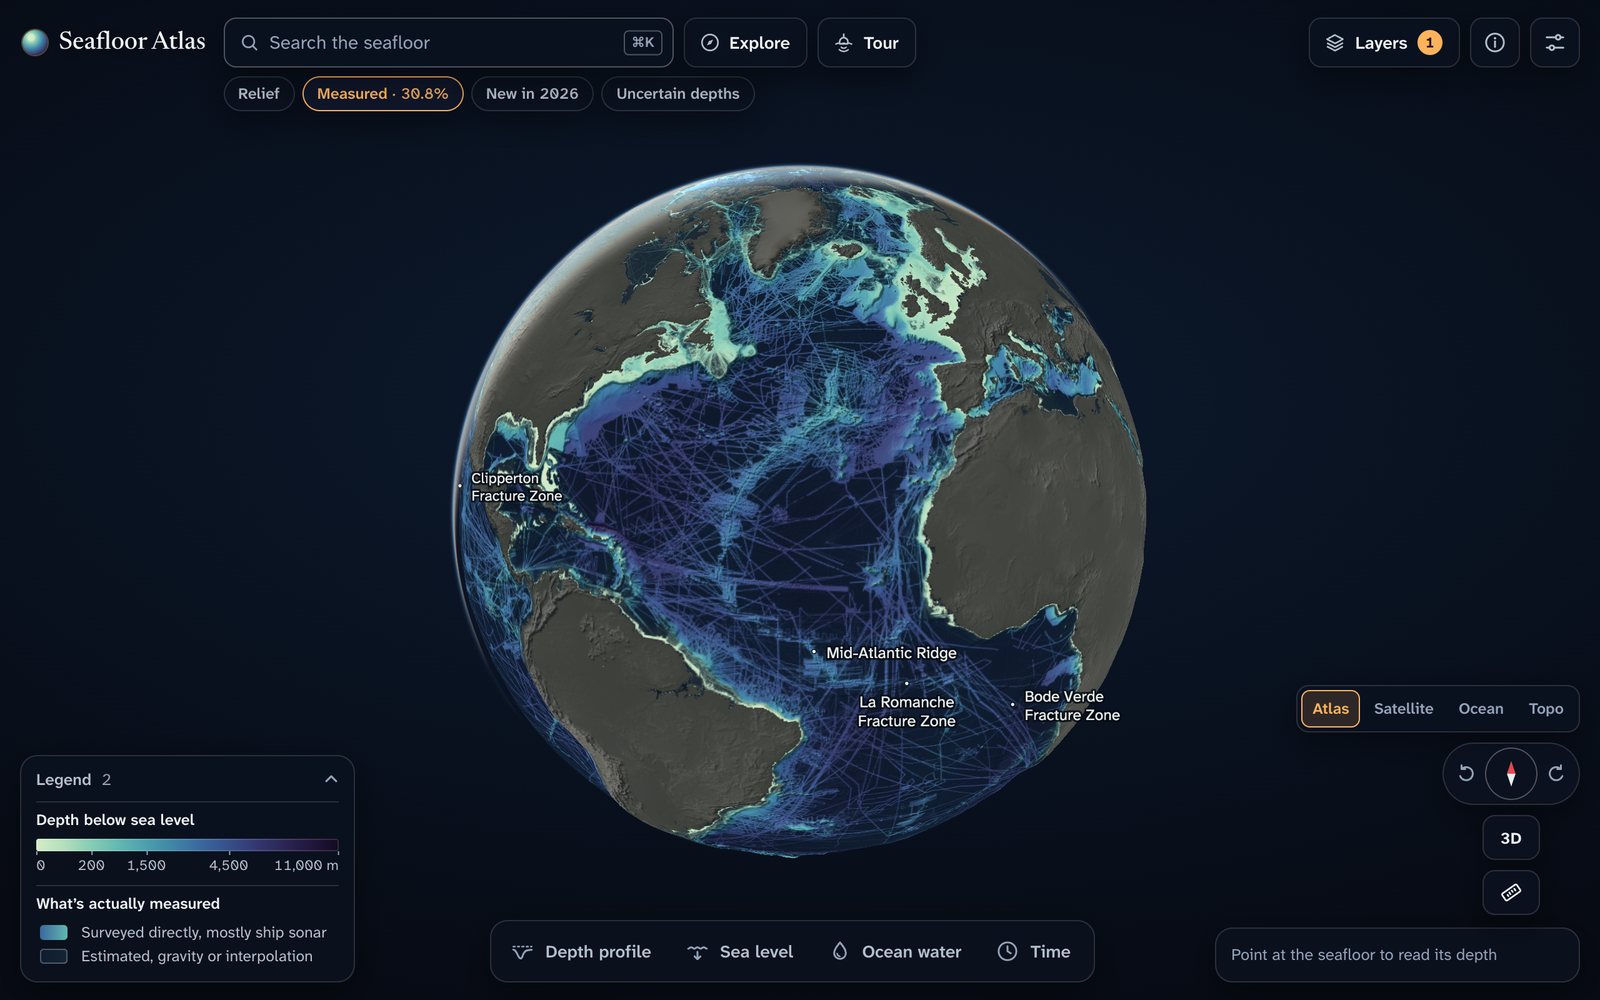 Seafloor Atlas
Search the seafloor
⌘K
Explore
Tour
Layers 1
Relief
Measured · 30.8%
New in 2026
Uncertain depths
Clipperton
Fracture Zone
Mid-Atlantic Ridge
La Romanche
Fracture Zone
Bode Verde
Fracture Zone
Atlas
Satellite
Ocean
Topo
3D
Legend 2
Depth below sea level
0 200 1,500 4,500 11,000 m
What's actually measured
Surveyed directly, mostly ship sonar
Estimated, gravity or interpolation
Depth profile
Sea level
Ocean water
Time
Point at the seafloor to read its depth